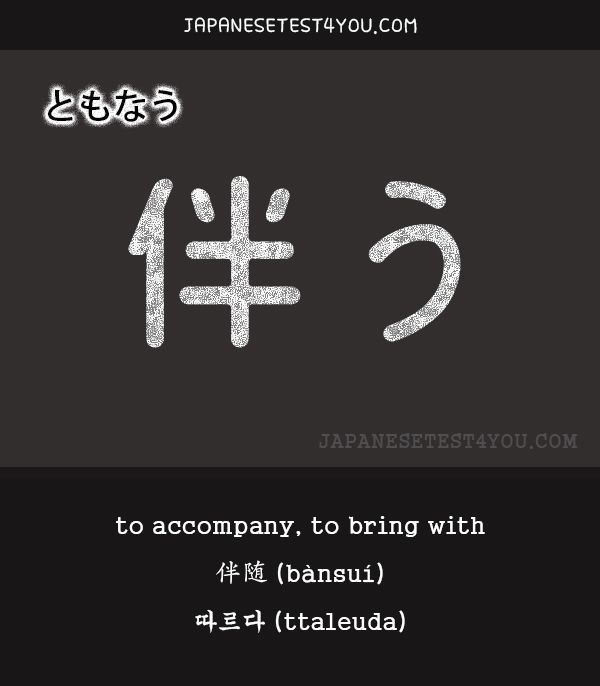 JAPANESETEST4YOU.COM
ともなう
伴う
JAPANESETEST4YOU.COM
to accompany, to bring with
伴随 (bànsuí)
따르다 (ttaleuda)